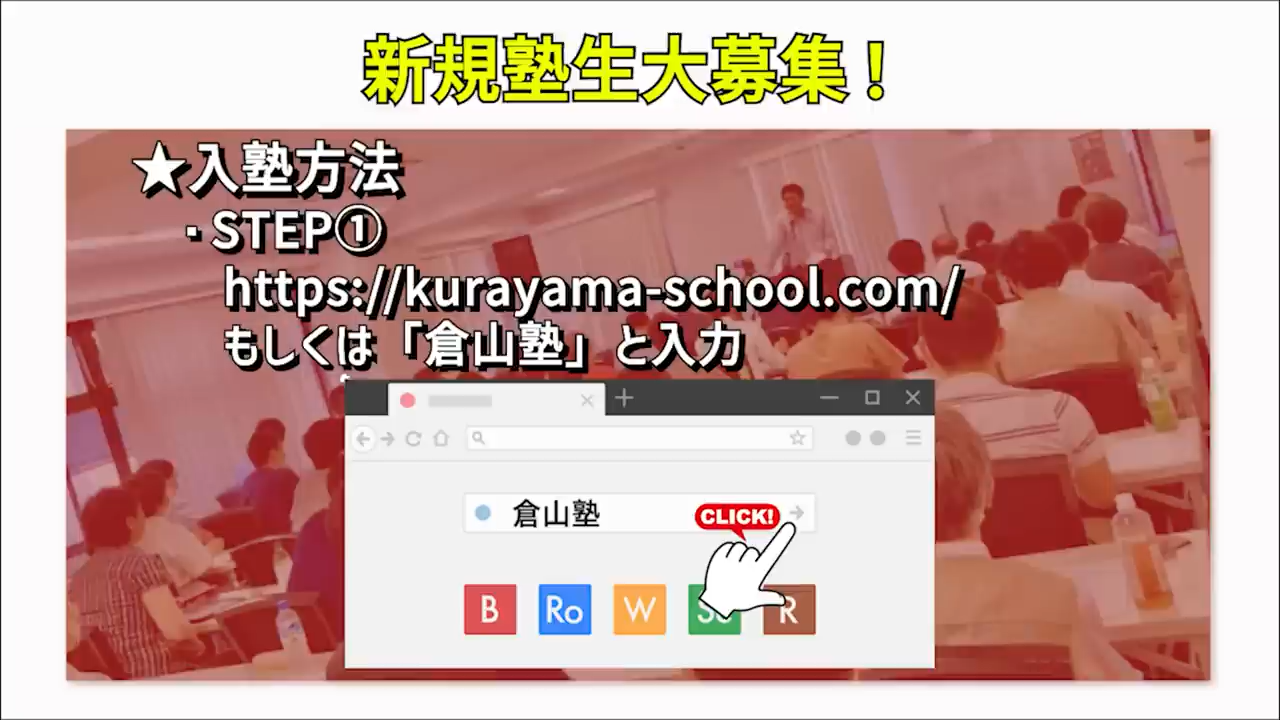 新規塾生大募集！
★入塾方法
・STEP①
https://kurayama-school.com/
もしくは「倉山塾」と入力
倉山塾
CLICK!
B Ro W R